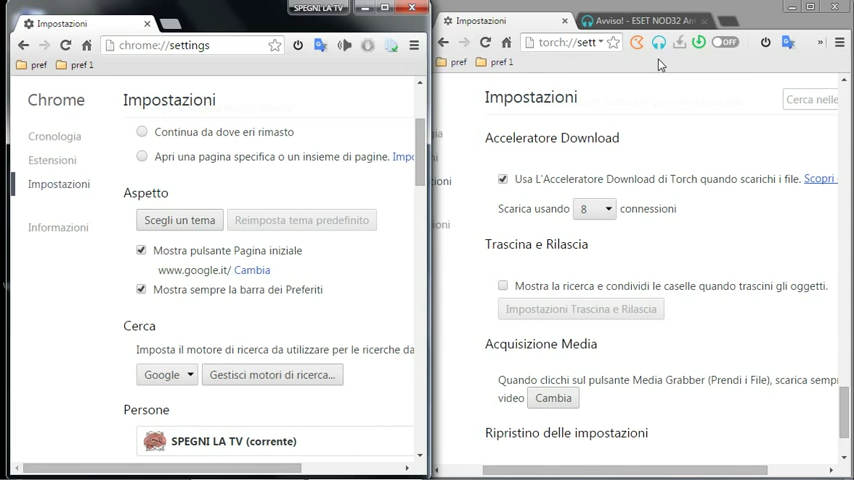 SPEGNI LA TV
Impostazioni
chrome://settings
pref
pref 1
Chrome
Cronologia
Estensioni
Impostazioni
Informazioni
Impostazioni
Continua da dove eri rimasto
Apri una pagina specifica o un insieme di pagine. Impo
Aspetto
Scegli un tema
Reimposta tema predefinito
Mostra pulsante Pagina iniziale
www.google.it/ Cambia
Mostra sempre la barra dei Preferiti
Cerca
Imposta il motore di ricerca da utilizzare per le ricerche da
Google
Gestisci motori di ricerca...
Persone
SPEGNI LA TV (corrente)
Impostazioni
Avviso! - ESET NOD32 Ant
torch://sett
OFF
pref
pref 1
Impostazioni
Cerca nelle
Acceleratore Download
Usa L'Acceleratore Download di Torch quando scarichi i file. Scopri
Scarica usando 8 connessioni
Trascina e Rilascia
Mostra la ricerca e condividi le caselle quando trascini gli oggetti.
Impostazioni Trascina e Rilascia
Acquisizione Media
Quando clicchi sul pulsante Media Grabber (Prendi i File), scarica semp
video Cambia
Ripristino delle impostazioni